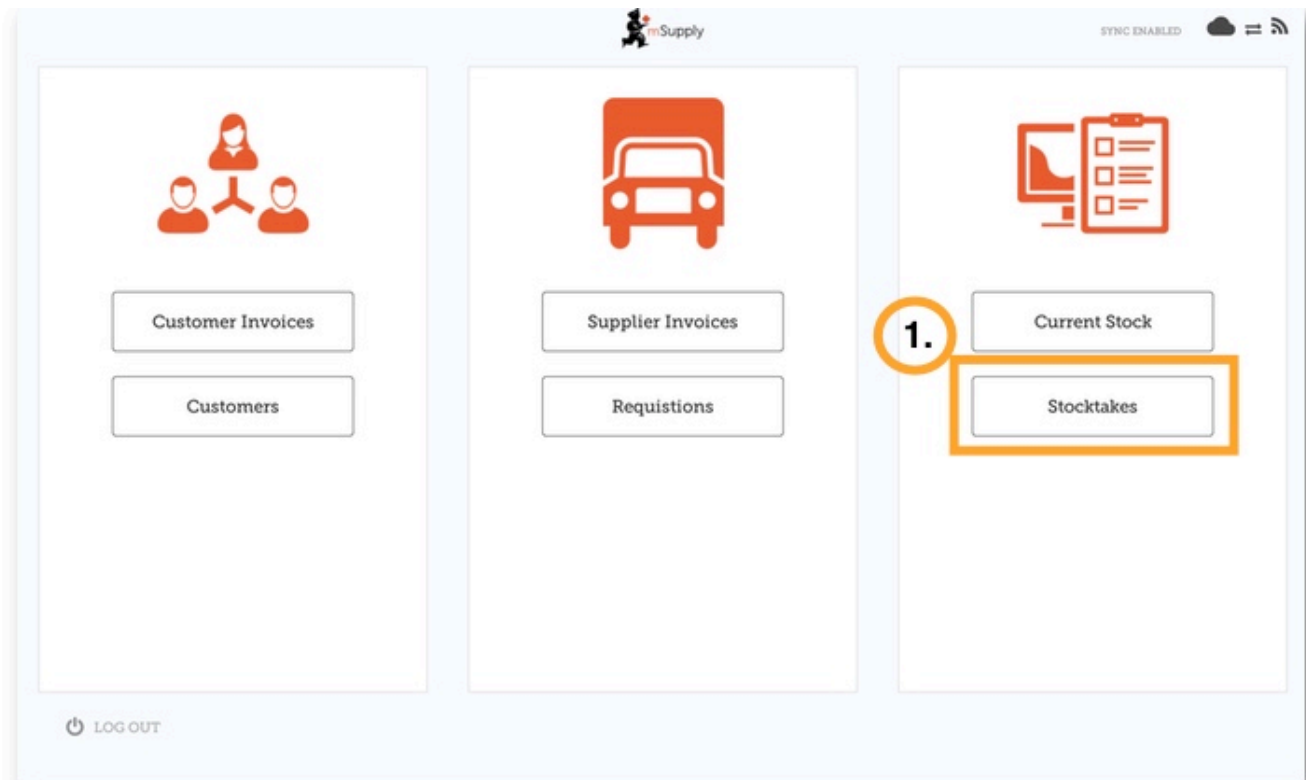 mSupply
SYNC ENABLED
Customer Invoices
Customers
Supplier Invoices
Requistions
1.
Current Stock
Stocktakes
LOG OUT